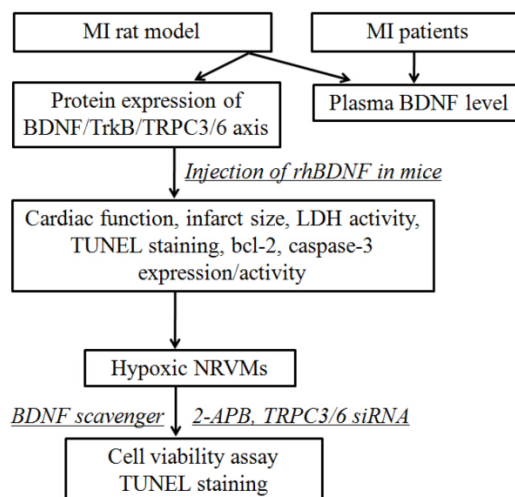 MI rat model
MI patients
Protein expression of
BDNF/TrkB/TRPC3/6 axis
Plasma BDNF level
Injection of rhBDNF in mice
Cardiac function, infarct size, LDH activity,
TUNEL staining, bcl-2, caspase-3
expression/activity
Hypoxic NRVMs
BDNF scavenger
2-APB, TRPC3/6 siRNA
Cell viability assay
TUNEL staining